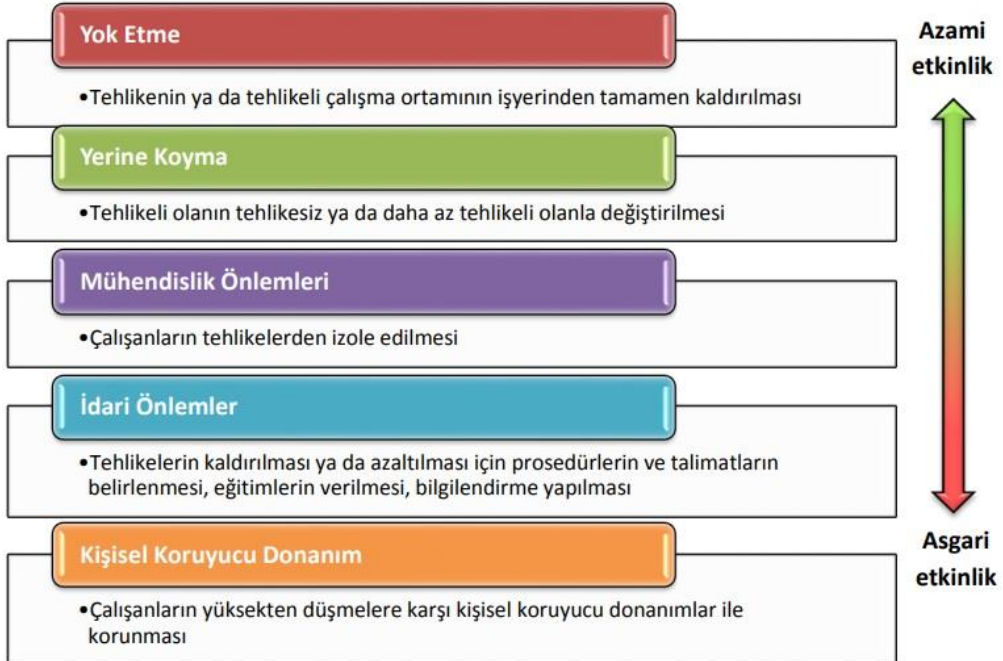 Yok Etme
•Tehlikenin ya da tehlikeli çalışma ortamının işyerinden tamamen kaldırılması
Yerine Koyma
•Tehlikeli olanın tehlikesiz ya da daha az tehlikeli olanla değiştirilmesi
Mühendislik Önlemleri
•Çalışanların tehlikelerden izole edilmesi
İdari Önlemler
•Tehlikelerin kaldırılması ya da azaltılması için prosedürlerin ve talimatların
belirlenmesi, eğitimlerin verilmesi, bilgilendirme yapılması
Kişisel Koruyucu Donanım
•Çalışanların yüksekten düşmelere karşı kişisel koruyucu donanımlar ile
korunması
Azami
etkinlik
Asgari
etkinlik